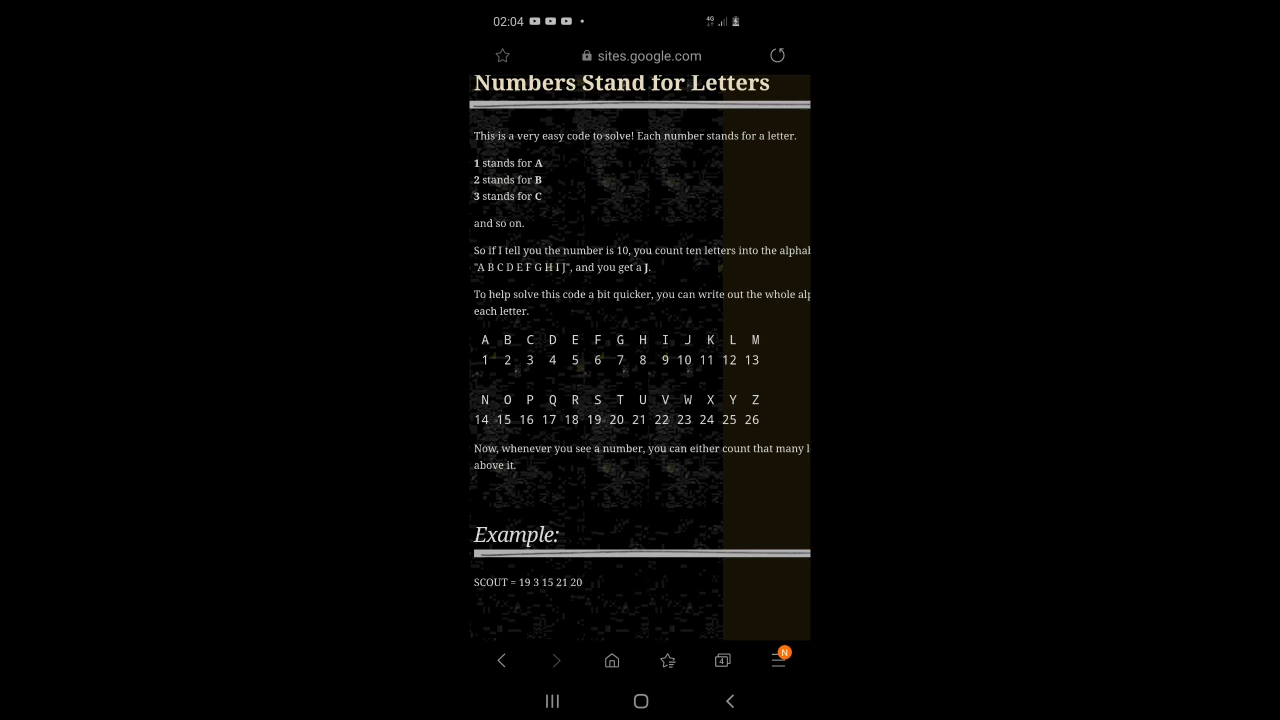 02:04
4G
sites.google.com
Numbers Stand for Letters
This is a very easy code to solve! Each number stands for a letter.
1 stands for A
2 stands for B
3 stands for C
and so on.
So if I tell you the number is 10, you count ten letters into the alphab
"A B C D E F G H I J", and you get a J.
To help solve this code a bit quicker, you can write out the whole alp
each letter.
A B C D E F G H I J K L M
1 2 3 4 5 6 7 8 9 10 11 12 13
N O P Q R S T U V W X Y Z
14 15 16 17 18 19 20 21 22 23 24 25 26
Now, whenever you see a number, you can either count that many l
above it.
Example:
SCOUT = 19 3 15 21 20
4
N